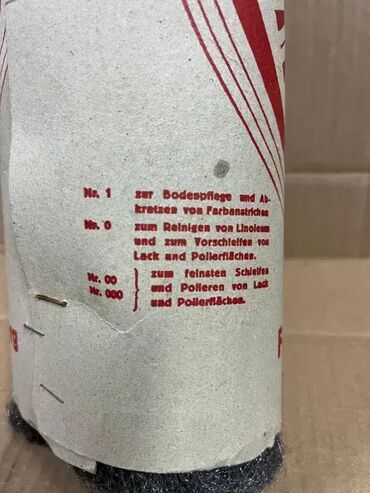 Nr. 1 zur Bodenpflege und Ab-
kratzen von Farbanstrichen
Nr. 0 zum Reinigen von Linoleum
und zum Vorschleifen von
Lack und Polierflächen.
Nr. 00 zum feinsten Schleifen
Nr. 000 und Polieren von Lack
und Polierflächen.